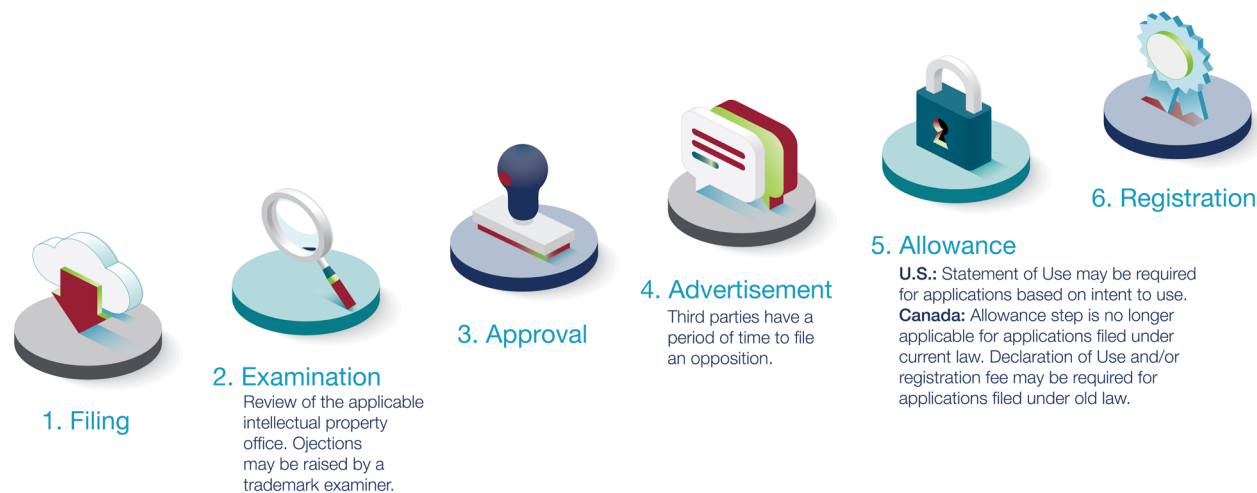 1. Filing
2. Examination
Review of the applicable
intellectual property
office. Ojections
may be raised by a
trademark examiner.
3. Approval
4. Advertisement
Third parties have a
period of time to file
an opposition.
5. Allowance
U.S.: Statement of Use may be required
for applications based on intent to use.
Canada: Allowance step is no longer
applicable for applications filed under
current law. Declaration of Use and/or
registration fee may be required for
applications filed under old law.
6. Registration